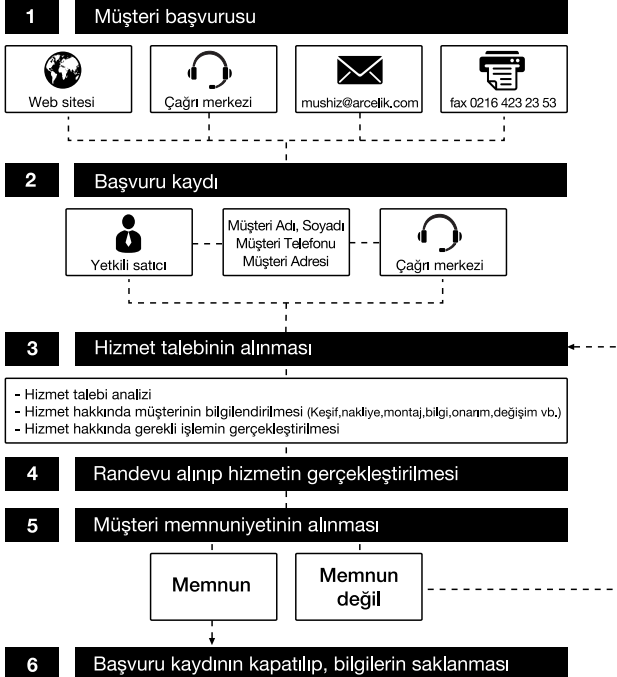 1 Müşteri başvurusu
Web sitesi
Çağrı merkezi
mushiz@arcelik.com
fax 0216 423 23 53
2 Başvuru kaydı
Yetkili satıcı
Müşteri Adı, Soyadı
Müşteri Telefonu
Müşteri Adresi
Çağrı merkezi
3 Hizmet talebinin alınması
- Hizmet talebi analizi
- Hizmet hakkında müşterinin bilgilendirilmesi (Keşif,nakliye,montaj,bilgi,onarım,değişim vb.)
- Hizmet hakkında gerekli işlemin gerçekleştirilmesi
4 Randevu alınıp hizmetin gerçekleştirilmesi
5 Müşteri memnuniyetinin alınması
Memnun
Memnun
değil
6 Başvuru kaydının kapatılıp, bilgilerin saklanması